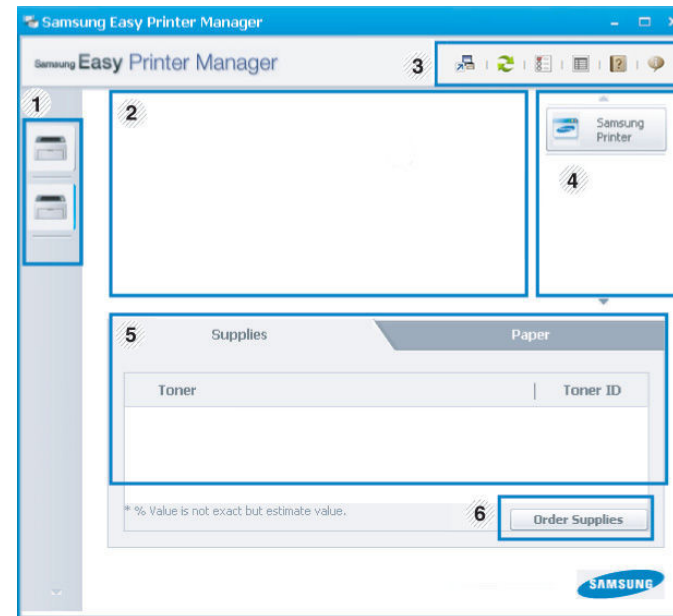 Samsung Easy Printer Manager
Samsung Easy Printer Manager
3
1
2
Samsung
Printer
4
5
Supplies
Paper
Toner
Toner ID
* % Value is not exact but estimate value.
6
Order Supplies
SAMSUNG